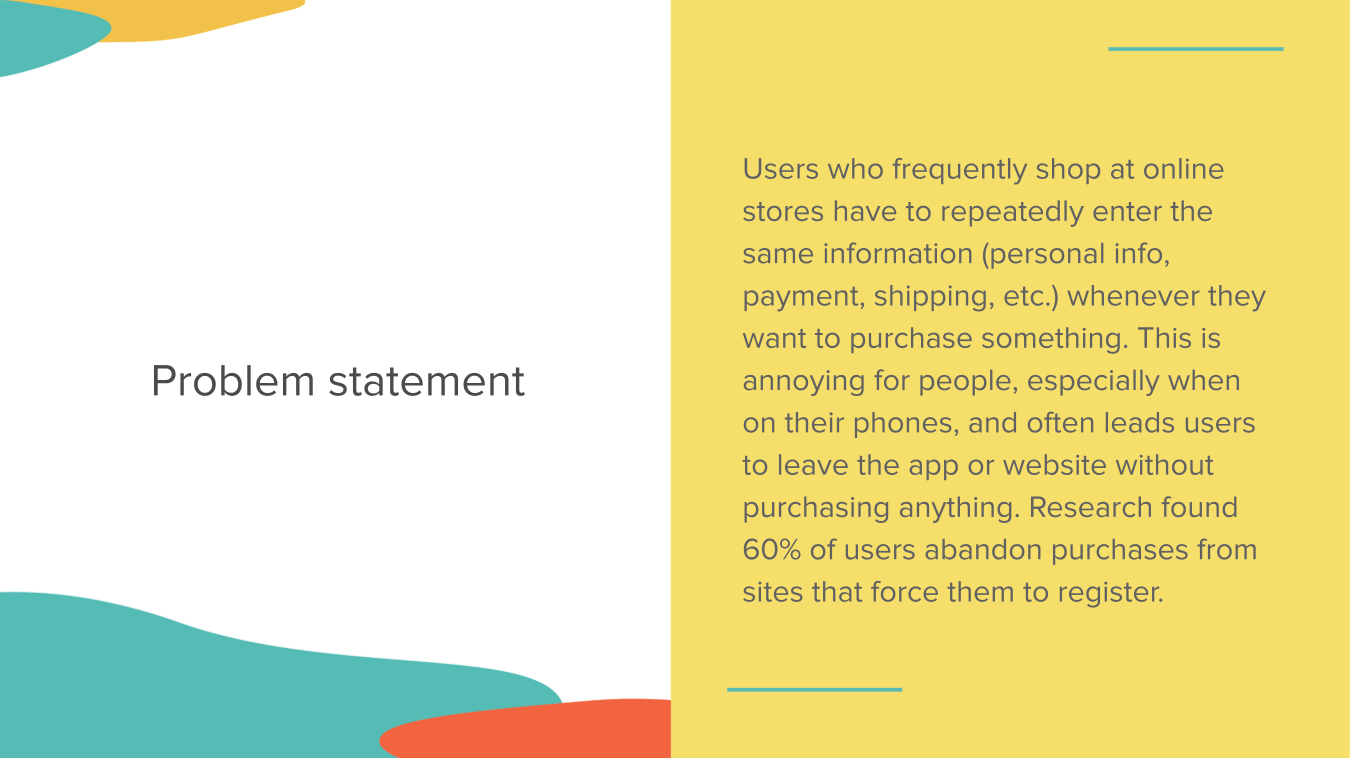 Problem statement
Users who frequently shop at online
stores have to repeatedly enter the
same information (personal info,
payment, shipping, etc.) whenever they
want to purchase something. This is
annoying for people, especially when
on their phones, and often leads users
to leave the app or website without
purchasing anything. Research found
60% of users abandon purchases from
sites that force them to register.